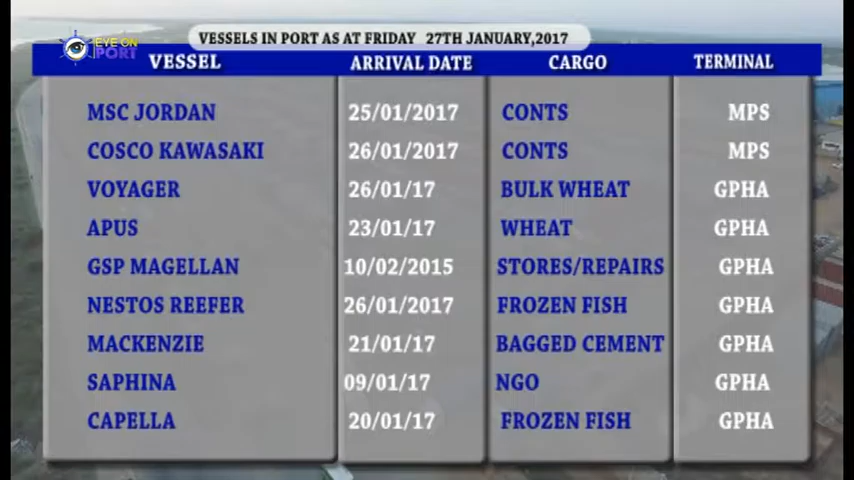 EYE ON
PORT
VESSELS IN PORT AS AT FRIDAY 27TH JANUARY,2017
VESSEL ARRIVAL DATE CARGO TERMINAL
MSC JORDAN 25/01/2017 CONTS MPS
COSCO KAWASAKI 26/01/2017 CONTS MPS
VOYAGER 26/01/17 BULK WHEAT GPHA
APUS 23/01/17 WHEAT GPHA
GSP MAGELLAN 10/02/2015 STORES/REPAIRS GPHA
NESTOS REEFER 26/01/2017 FROZEN FISH GPHA
MACKENZIE 21/01/17 BAGGED CEMENT GPHA
SAPHINA 09/01/17 NGO GPHA
CAPELLA 20/01/17 FROZEN FISH GPHA